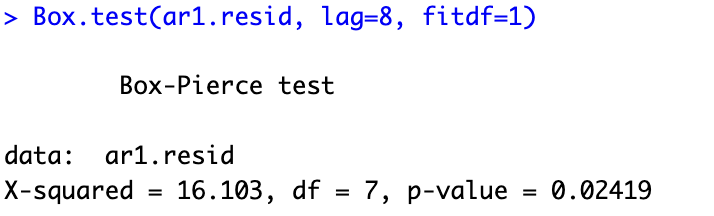 > Box.test(ar1.resid, lag=8, fitdf=1)
Box-Pierce test
data:  ar1.resid
X-squared = 16.103, df = 7, p-value = 0.02419